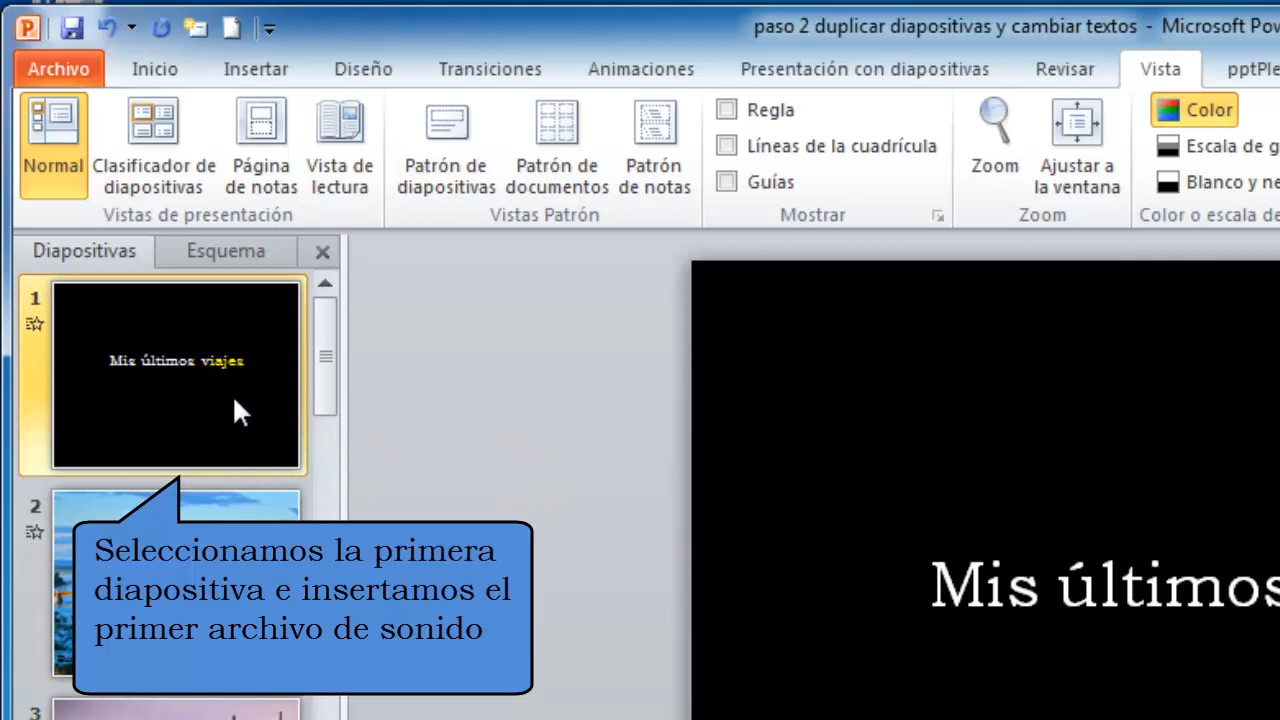 paso 2 duplicar diapositivas y cambiar textos - Microsoft Pow
Archivo Inicio Insertar Diseño Transiciones Animaciones Presentación con diapositivas Revisar Vista pptPle
Normal
Clasificador de
diapositivas
Página
de notas
Vista de
lectura
Vistas de presentación
Patrón de
diapositivas
Patrón de
documentos
Patrón
de notas
Vistas Patrón
Regla
Líneas de la cuadrícula
Guías
Mostrar
Zoom
Ajustar a
la ventana
Zoom
Color
Escala de g
Blanco y ne
Color o escala de
Diapositivas Esquema
1
Mis últimos viajes
2
Seleccionamos la primera
diapositiva e insertamos el
primer archivo de sonido
3
Mis últimos